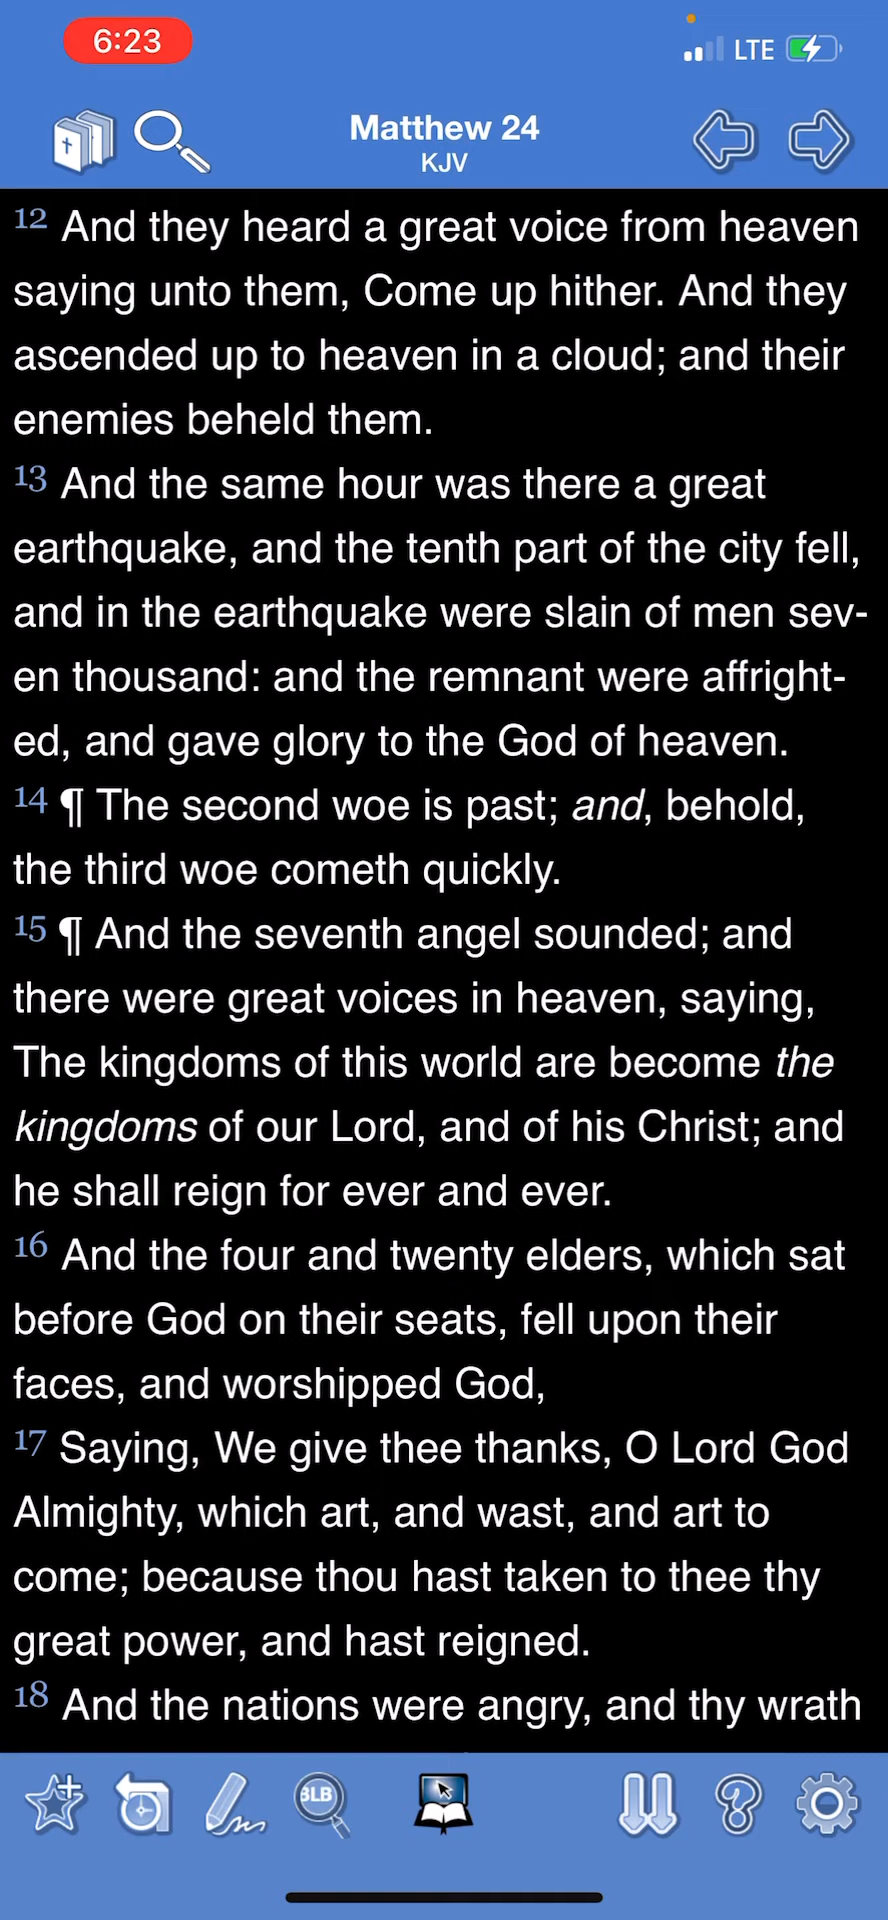 6:23
LTE
Matthew 24
KJV
12 And they heard a great voice from heaven
saying unto them, Come up hither. And they
ascended up to heaven in a cloud; and their
enemies beheld them.
13 And the same hour was there a great
earthquake, and the tenth part of the city fell,
and in the earthquake were slain of men sev-
en thousand: and the remnant were affright-
ed, and gave glory to the God of heaven.
14 ¶ The second woe is past; and, behold,
the third woe cometh quickly.
15 ¶ And the seventh angel sounded; and
there were great voices in heaven, saying,
The kingdoms of this world are become the
kingdoms of our Lord, and of his Christ; and
he shall reign for ever and ever.
16 And the four and twenty elders, which sat
before God on their seats, fell upon their
faces, and worshipped God,
17 Saying, We give thee thanks, O Lord God
Almighty, which art, and wast, and art to
come; because thou hast taken to thee thy
great power, and hast reigned.
18 And the nations were angry, and thy wrath
BLB